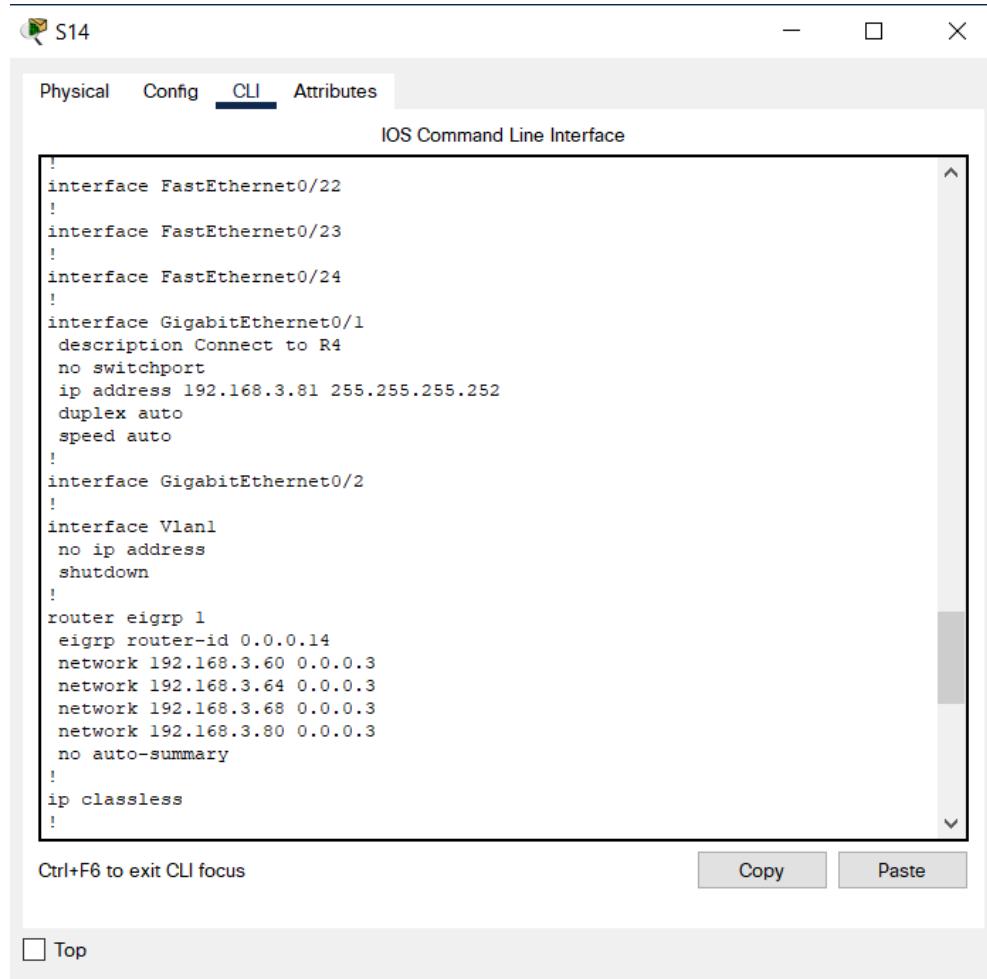 S14
Physical Config CLI Attributes
IOS Command Line Interface
!
interface FastEthernet0/22
!
interface FastEthernet0/23
!
interface FastEthernet0/24
!
interface GigabitEthernet0/1
 description Connect to R4
 no switchport
 ip address 192.168.3.81 255.255.255.252
 duplex auto
 speed auto
!
interface GigabitEthernet0/2
!
interface Vlan1
 no ip address
 shutdown
!
router eigrp 1
 eigrp router-id 0.0.0.14
 network 192.168.3.60 0.0.0.3
 network 192.168.3.64 0.0.0.3
 network 192.168.3.68 0.0.0.3
 network 192.168.3.80 0.0.0.3
 no auto-summary
!
ip classless
!
Ctrl+F6 to exit CLI focus
Copy Paste
Top